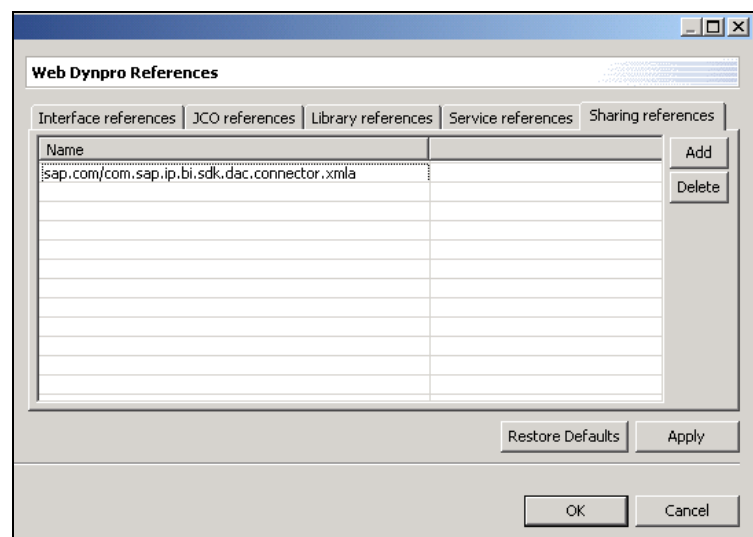 Web Dynpro References
Interface references JCO references Library references Service references Sharing references
Name
Add
sap.com/com.sap.ip.bi.sdk.dac.connector.xmla
Delete
Restore Defaults Apply
OK Cancel